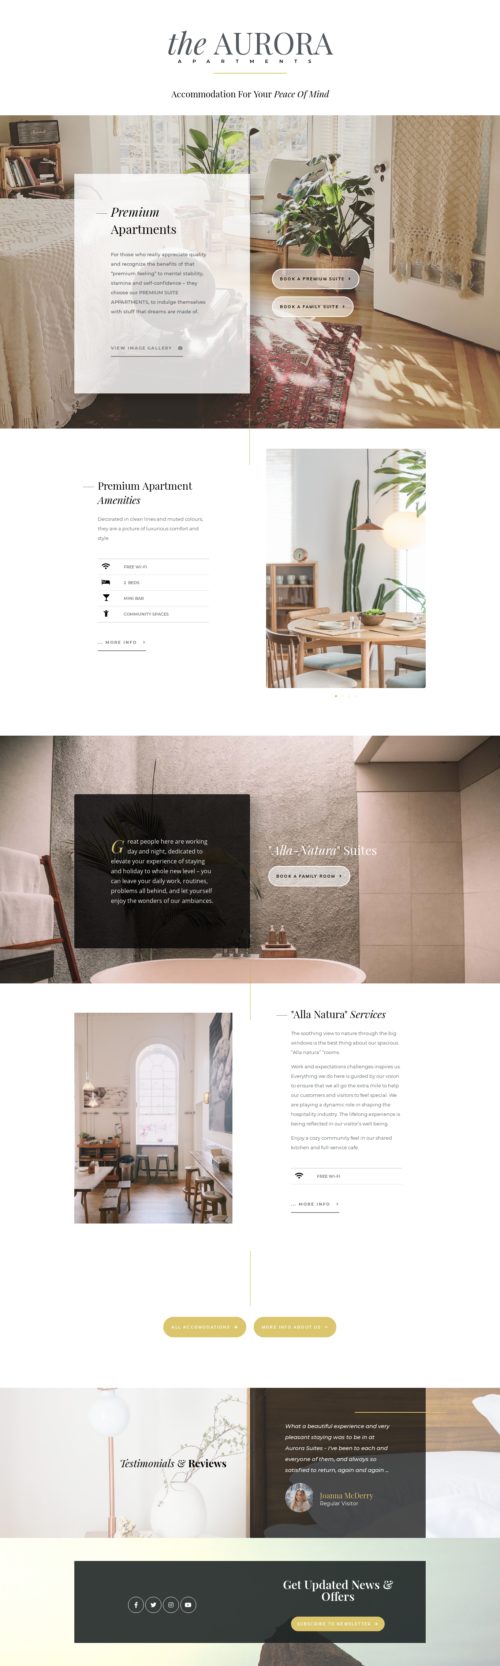 the AURORA
APARTMENTS
Accommodation For Your Peace Of Mind
Premium
Apartments
For those who really appreciate quality
and recognize the benefits of that
"premium feeling" to mental stability,
stamina and self-confidence – they
choose our PREMIUM SUITE
APPARTMENTS, to indulge themselves
with stuff that dreams are made of.
VIEW IMAGE GALLERY
BOOK A PREMIUM SUITE
BOOK A FAMILY SUITE
Premium Apartment
Amenities
Decorated in clean lines and muted colours,
they are a picture of luxurious comfort and
style.
FREE WI-FI
2 BEDS
MINI BAR
COMMUNITY SPACES
... MORE INFO
Great people here are working
day and night, dedicated to
elevate your experience of staying
and holiday to whole new level – you
can leave your daily work, routines,
problems all behind, and let yourself
enjoy the wonders of our ambiances.
"Alla-Natura" Suites
BOOK A FAMILY ROOM
"Alla Natura" Services
The soothing view to nature through the big
windows is the best thing about our spacious
"Alla natura" "rooms.
Work and expectations challenges inspires us.
Everything we do here is guided by our vision
to ensure that we all go the extra mile to help
our customers and visitors to feel special. We
are playing a dynamic role in shaping the
hospitality industry. The lifelong experience is
being reflected in our visitor's well being.
Enjoy a cozy community feel in our shared
kitchen and full-service cafe.
FREE WI-FI
... MORE INFO
ALL ACCOMODATIONS
MORE INFO ABOUT US
Testimonials & Reviews
What a beautiful experience and very
pleasant staying was to be in at
Aurora Suites - I've been to each and
everyone of them, and always so
satisfied to return, again and again ...
Joanna McDerry
Regular Visitor
Get Updated News &
Offers
SUBSCRIBE TO NEWSLETTER